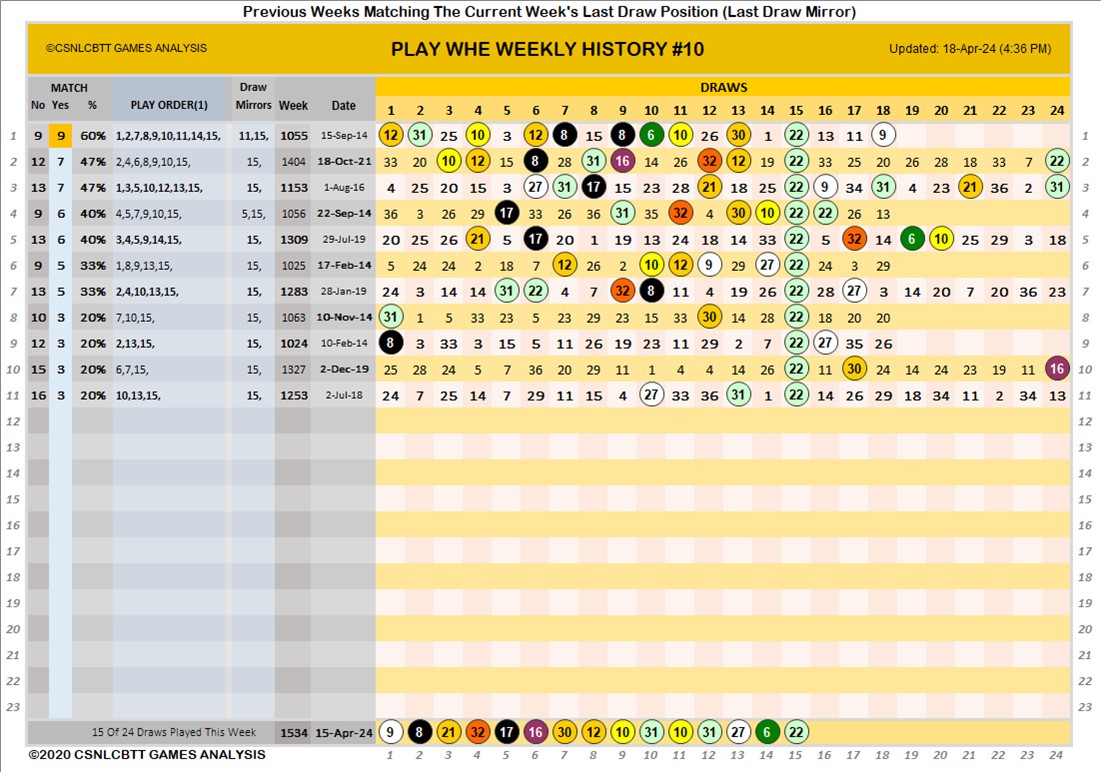 Previous Weeks Matching The Current Week's Last Draw Position (Last Draw Mirror)
©CSNLCBTT GAMES ANALYSIS PLAY WHE WEEKLY HISTORY #10 Updated: 18-Apr-24 (4:36 PM)
MATCH Draw DRAWS
No Yes % PLAY ORDER(1) Mirrors Week Date 1 2 3 4 5 6 7 8 9 10 11 12 13 14 15 16 17 18 19 20 21 22 23 24
1 9 9 60% 1,2,7,8,9,10,11,14,15, 11,15, 1055 15-Sep-14 12 31 25 10 3 12 8 15 8 6 10 26 30 1 22 13 11 9 1
2 12 7 47% 2,4,6,8,9,10,15, 15, 1404 18-Oct-21 33 20 10 12 15 8 28 31 16 14 26 32 12 19 22 33 25 20 26 28 18 33 7 22 2
3 13 7 47% 1,3,5,10,12,13,15, 15, 1153 1-Aug-16 4 25 20 15 3 27 31 17 15 23 28 21 18 25 22 9 34 31 4 23 21 36 2 31 3
4 9 6 40% 4,5,7,9,10,15, 5,15, 1056 22-Sep-14 36 3 26 29 17 33 26 36 31 35 32 4 30 10 22 22 26 13 4
5 13 6 40% 3,4,5,9,14,15, 15, 1309 29-Jul-19 20 25 26 21 5 17 20 1 19 13 24 18 14 33 22 5 32 14 6 10 25 29 3 18 5
6 9 5 33% 1,8,9,13,15, 15, 1025 17-Feb-14 5 24 24 2 18 7 12 26 2 10 12 9 29 27 22 24 3 29 6
7 13 5 33% 2,4,10,13,15, 15, 1283 28-Jan-19 24 3 14 14 31 22 4 7 32 8 11 4 19 26 22 28 27 3 14 20 7 20 36 23 7
8 10 3 20% 7,10,15, 15, 1063 10-Nov-14 31 1 5 33 23 5 23 29 23 15 33 30 14 28 22 18 20 20 8
9 12 3 20% 2,13,15, 15, 1024 10-Feb-14 8 3 33 3 15 5 11 26 19 23 11 29 2 7 22 27 35 26 9
10 15 3 20% 6,7,15, 15, 1327 2-Dec-19 25 28 24 5 7 36 20 29 11 1 4 4 14 26 22 11 30 24 14 24 23 19 11 16 10
11 16 3 20% 10,13,15, 15, 1253 2-Jul-18 24 7 25 14 7 29 11 15 4 27 33 36 31 1 22 14 26 29 18 34 11 2 34 13 11
12 12
13 13
14 14
15 15
16 16
17 17
18 18
19 19
20 20
21 21
22 22
23 23
15 Of 24 Draws Played This Week 1534 15-Apr-24 9 8 21 32 17 16 30 12 10 31 10 31 27 6 22
©2020 CSNLCBTT GAMES ANALYSIS 1 2 3 4 5 6 7 8 9 10 11 12 13 14 15 16 17 18 19 20 21 22 23 24